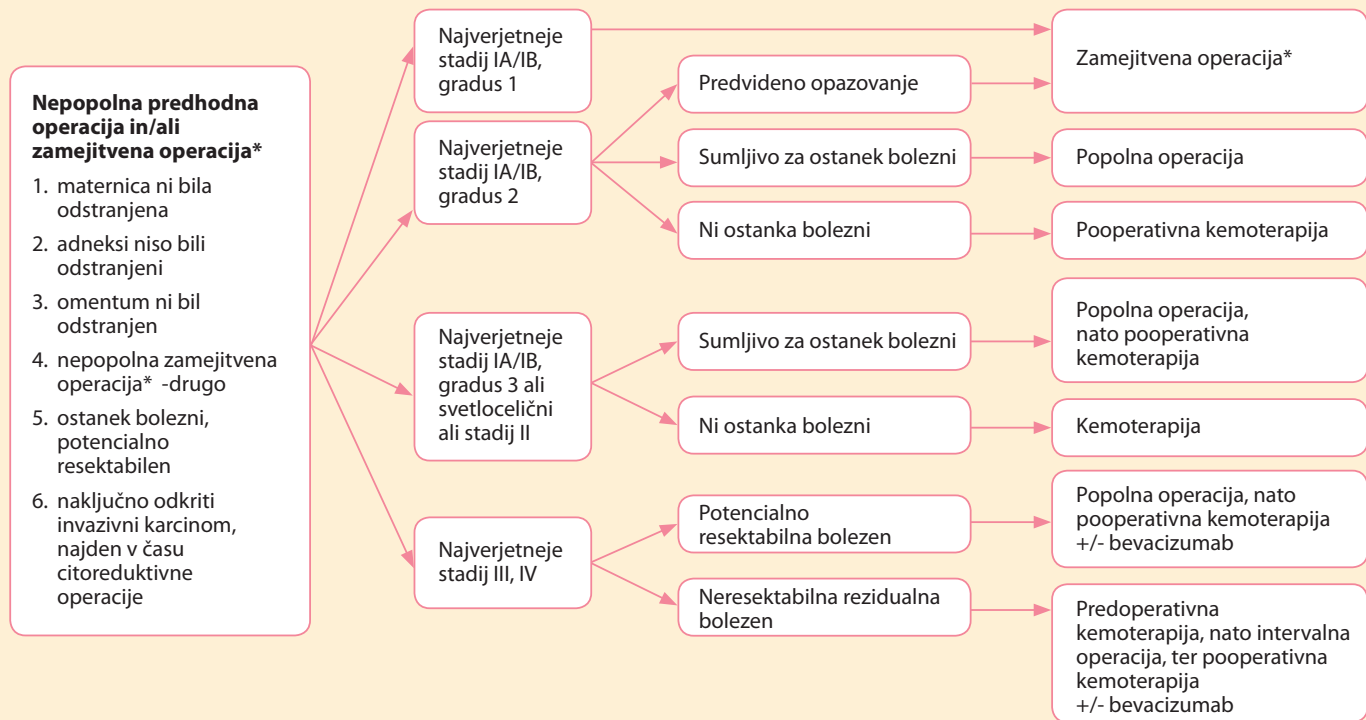 Nepopolna predhodna
operacija in/ali
zamejitvena operacija*
1. maternica ni bila
odstranjena
2. adneksi niso bili
odstranjeni
3. omentum ni bil
odstranjen
4. nepopolna zamejitvena
operacija* -drugo
5. ostanek bolezni,
potencialno
resektabilen
6. naključno odkriti
invazivni karcinom,
najden v času
citoreduktivne
operacije
Najverjetneje
stadij IA/IB,
gradus 1
Zamejitvena operacija*
Najverjetneje
stadij IA/IB,
gradus 2
Predvideno opazovanje
Sumljivo za ostanek bolezni
Popolna operacija
Ni ostanka bolezni
Pooperativna kemoterapija
Najverjetneje
stadij IA/IB,
gradus 3 ali
svetlocelični
ali stadij II
Sumljivo za ostanek bolezni
Popolna operacija,
nato pooperativna
kemoterapija
Ni ostanka bolezni
Kemoterapija
Najverjetneje
stadij III, IV
Potencialno
resektabilna bolezen
Popolna operacija, nato
pooperativna kemoterapija
+/- bevacizumab
Neresektabilna rezidualna
bolezen
Predoperativna
kemoterapija, nato intervalna
operacija, ter pooperativna
kemoterapija
+/- bevacizumab